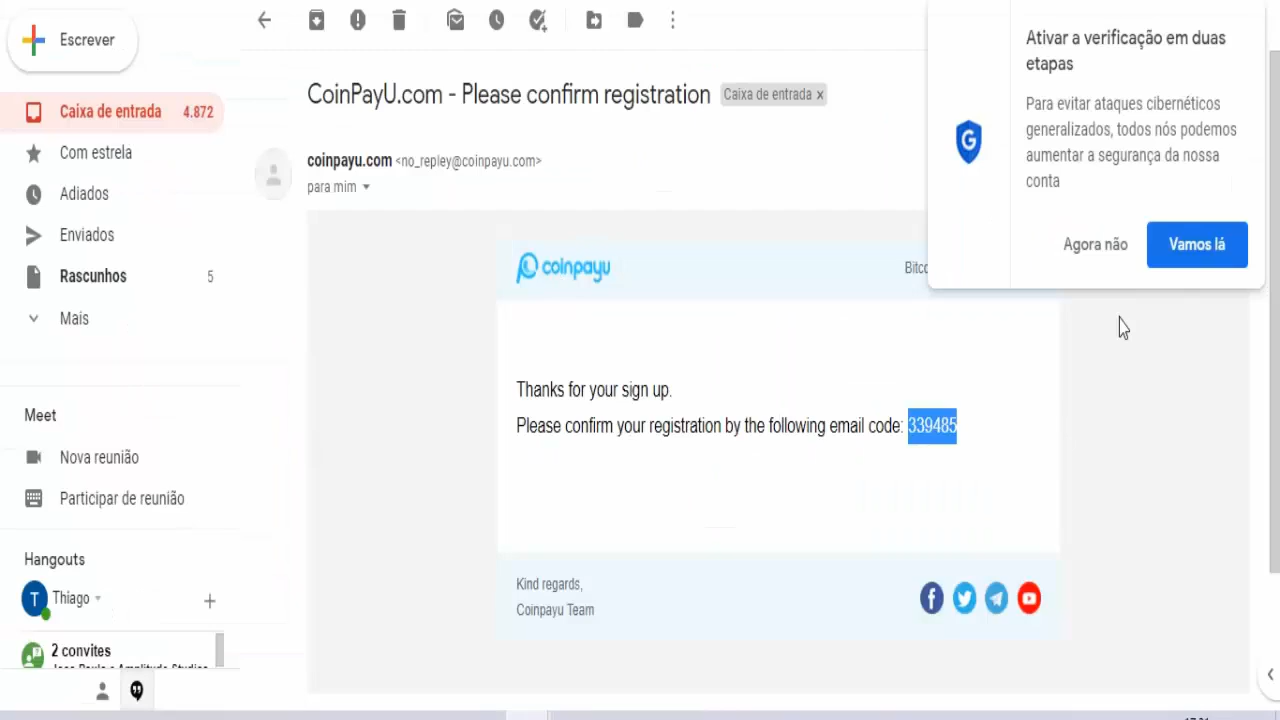 Escrever
Caixa de entrada 4.872
Com estrela
Adiados
Enviados
Rascunhos 5
Mais
Meet
Nova reunião
Participar de reunião
Hangouts
T Thiago
2 convites
CoinPayU.com - Please confirm registration Caixa de entrada x
coinpayu.com <no_repley@coinpayu.com>
para mim
coinpayu
Thanks for your sign up.
Please confirm your registration by the following email code: 339485
Kind regards,
Coinpayu Team
Ativar a verificação em duas
etapas
Para evitar ataques cibernéticos
generalizados, todos nós podemos
aumentar a segurança da nossa
conta
Agora não Vamos lá